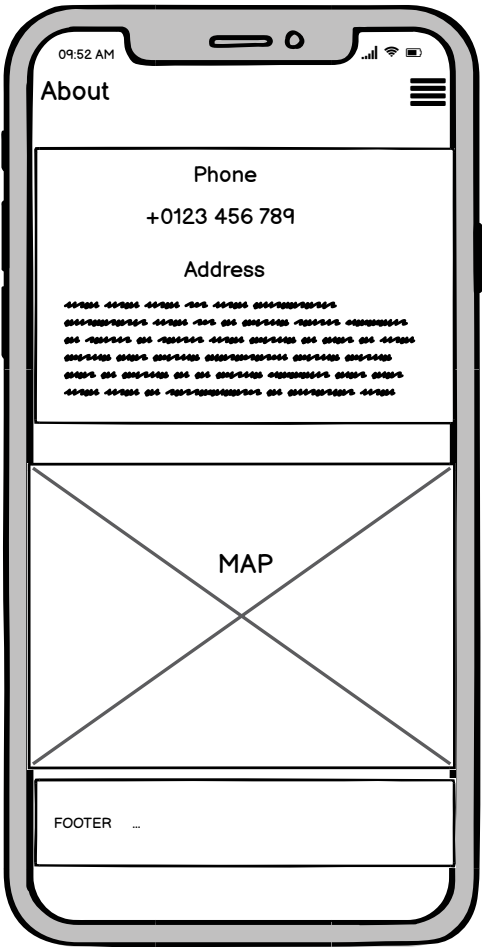 09:52 AM
About
Phone
+0123 456 789
Address
MAP
FOOTER ...